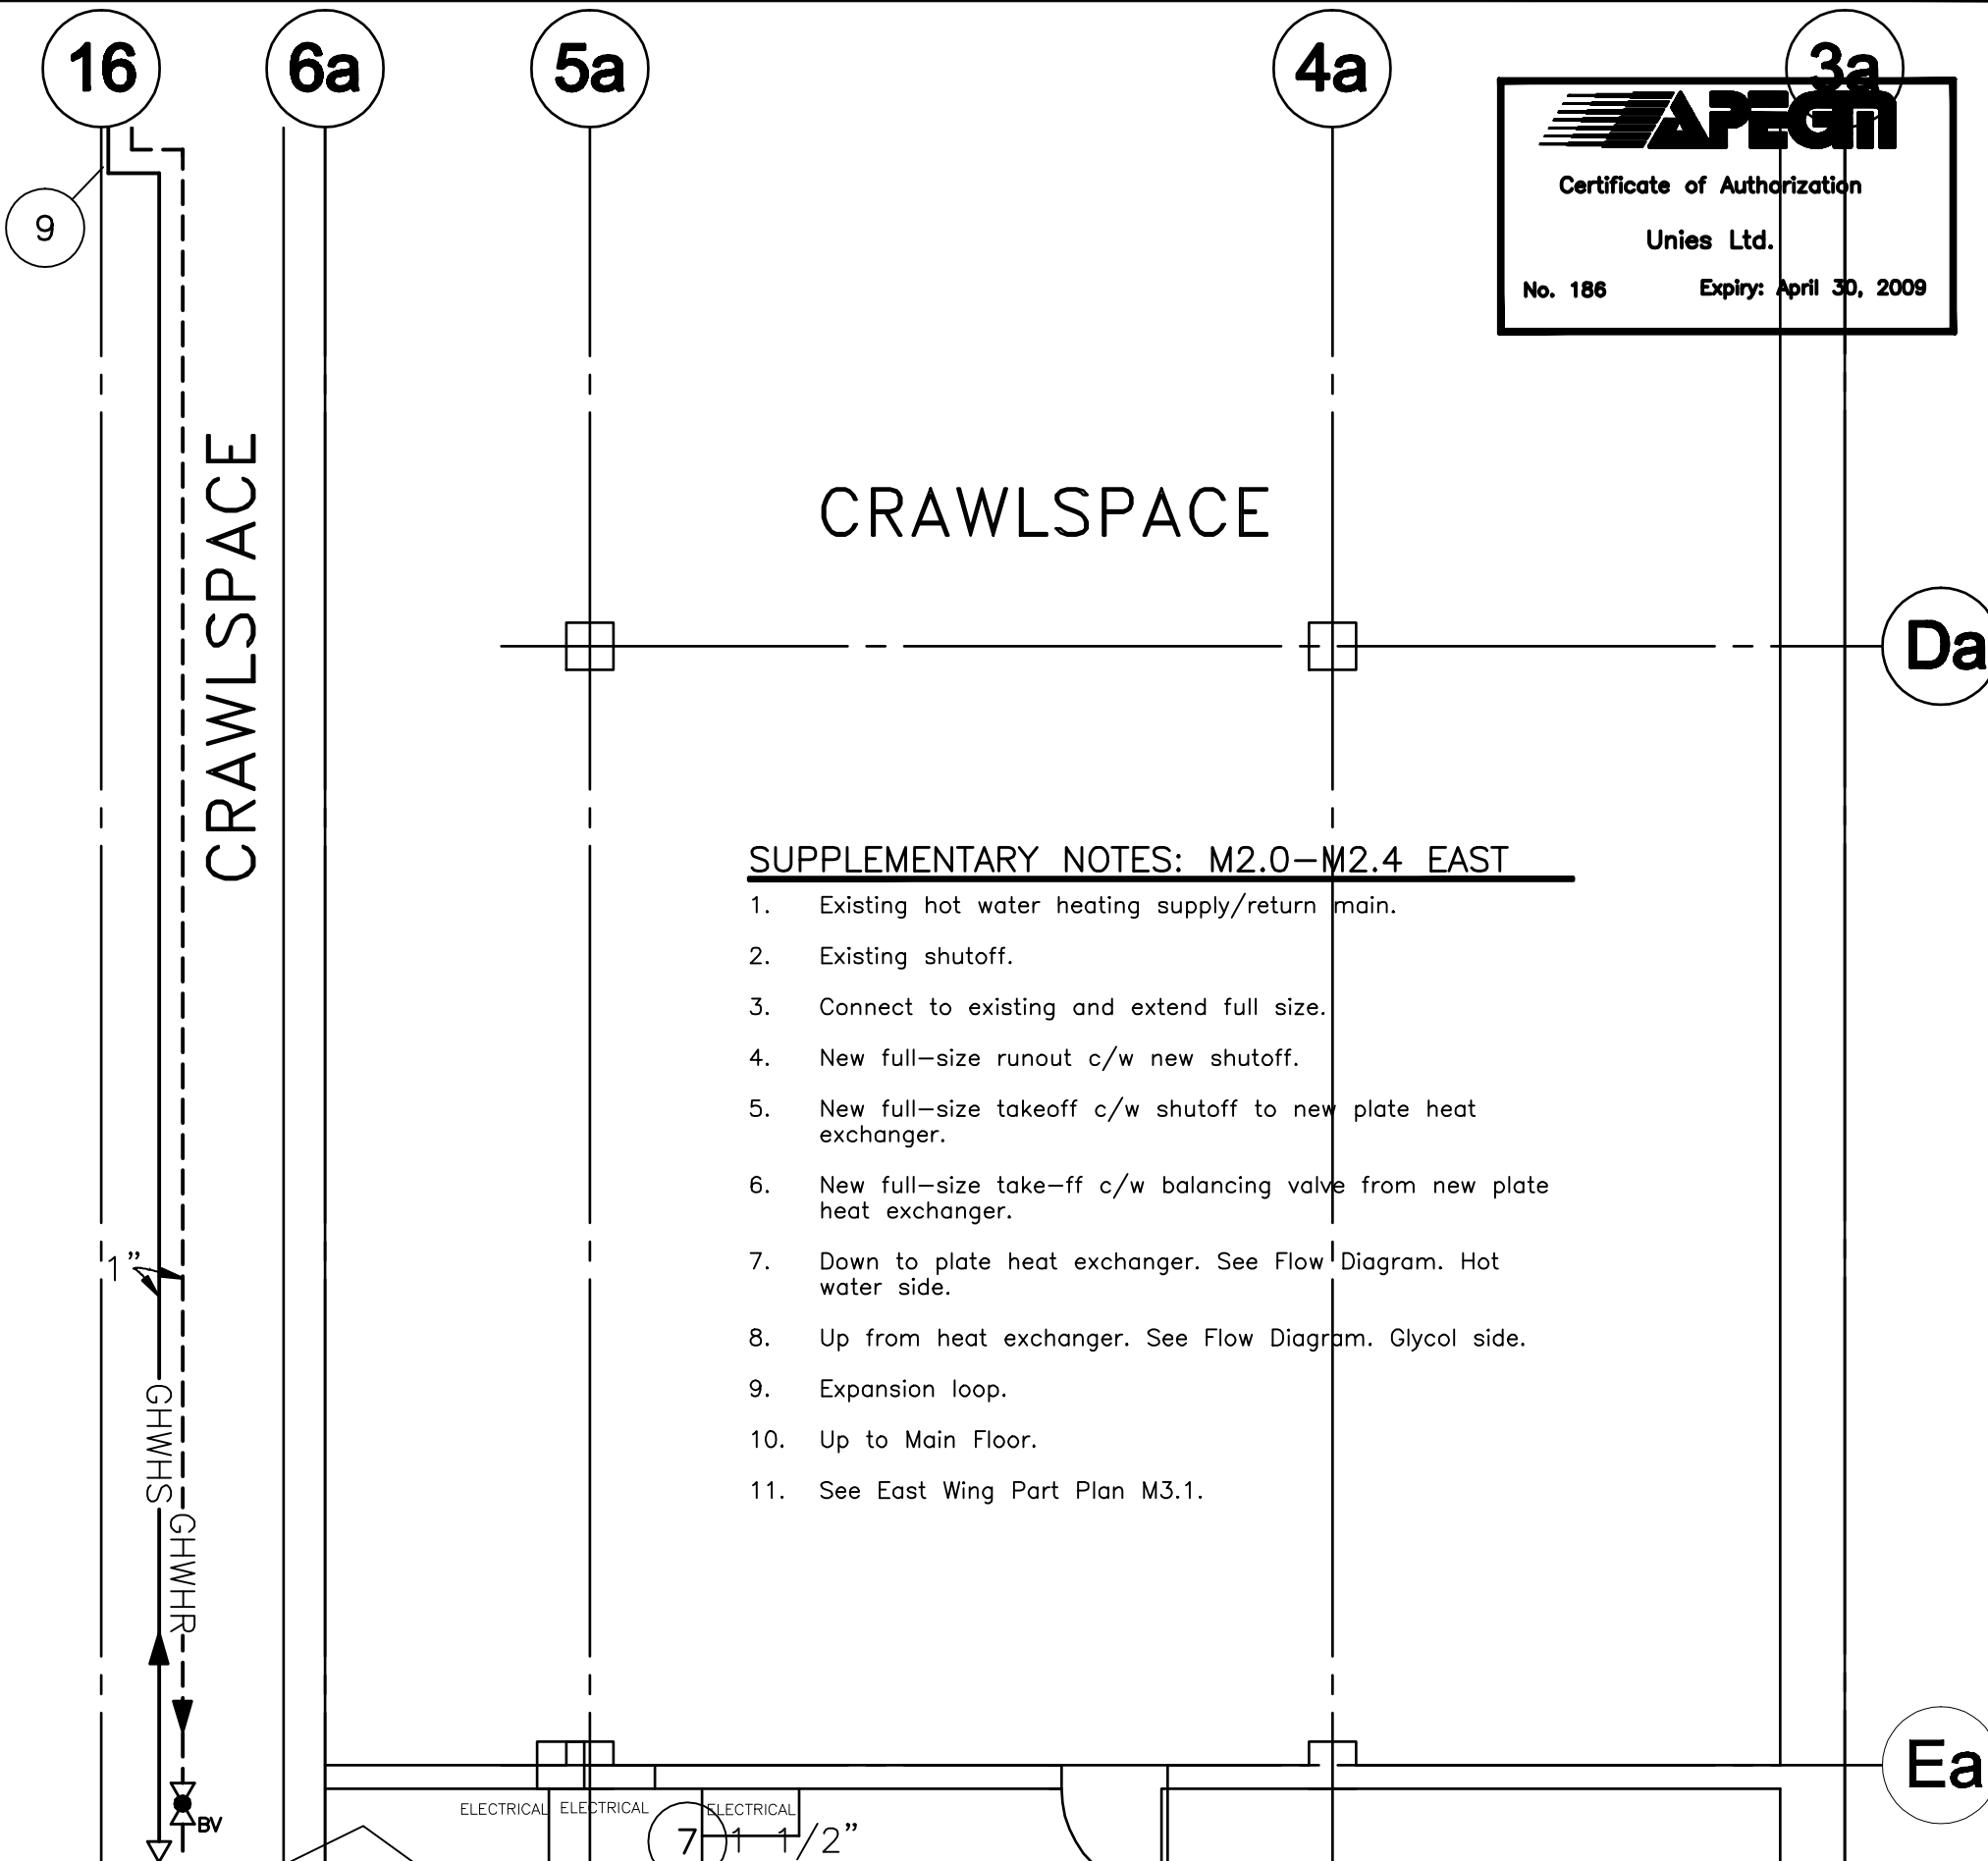 16
6a
5a
4a
3a
APEGM
Certificate of Authorization
Unies Ltd.
No. 186 Expiry: April 30, 2009
9
CRAWLSPACE
CRAWLSPACE
Da
SUPPLEMENTARY NOTES: M2.0-M2.4 EAST
1. Existing hot water heating supply/return main.
2. Existing shutoff.
3. Connect to existing and extend full size.
4. New full-size runout c/w new shutoff.
5. New full-size takeoff c/w shutoff to new plate heat
exchanger.
6. New full-size take-ff c/w balancing valve from new plate
heat exchanger.
7. Down to plate heat exchanger. See Flow Diagram. Hot
water side.
8. Up from heat exchanger. See Flow Diagram. Glycol side.
9. Expansion loop.
10. Up to Main Floor.
11. See East Wing Part Plan M3.1.
1"
GHWHS
GHWHR
BV
Ea
ELECTRICAL
ELECTRICAL
ELECTRICAL
7
1 1/2"